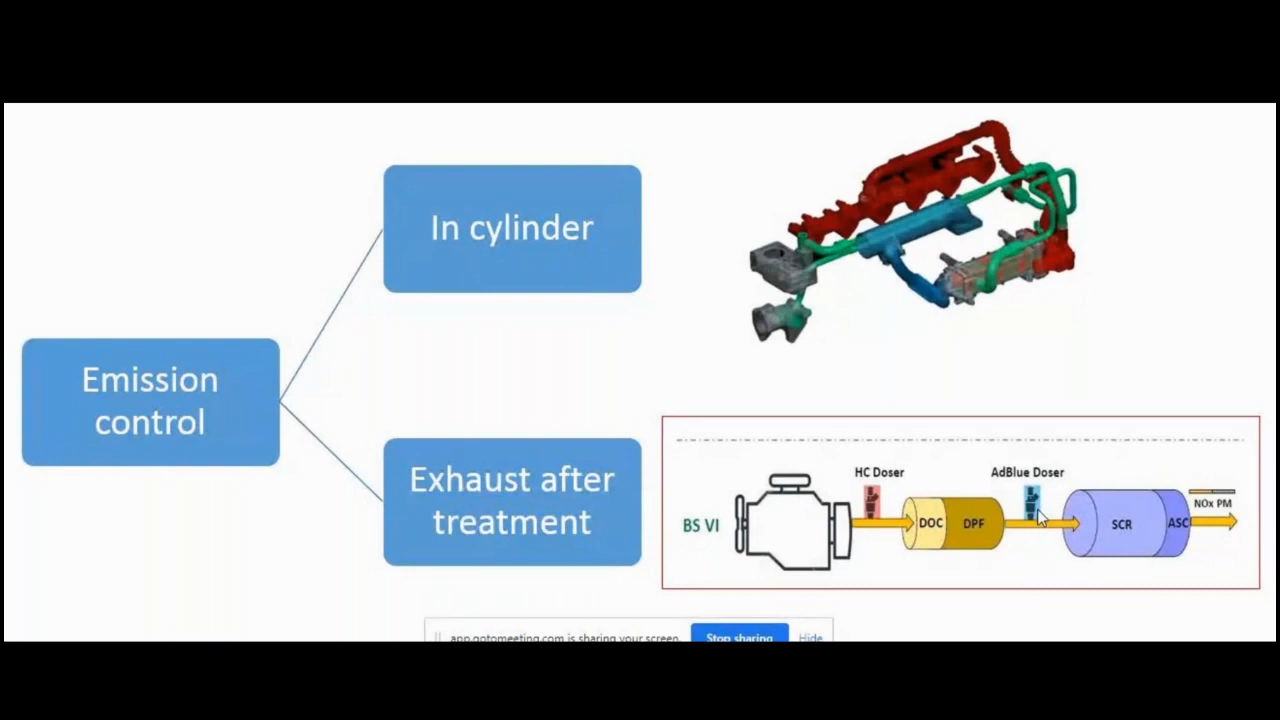 In cylinder
Emission
control
Exhaust after
treatment
HC Doser
AdBlue Doser
BS VI
DOC
DPF
SCR
ASC
NOx PM
app.gotomeeting.com is sharing your screen.
Stop sharing
Hide